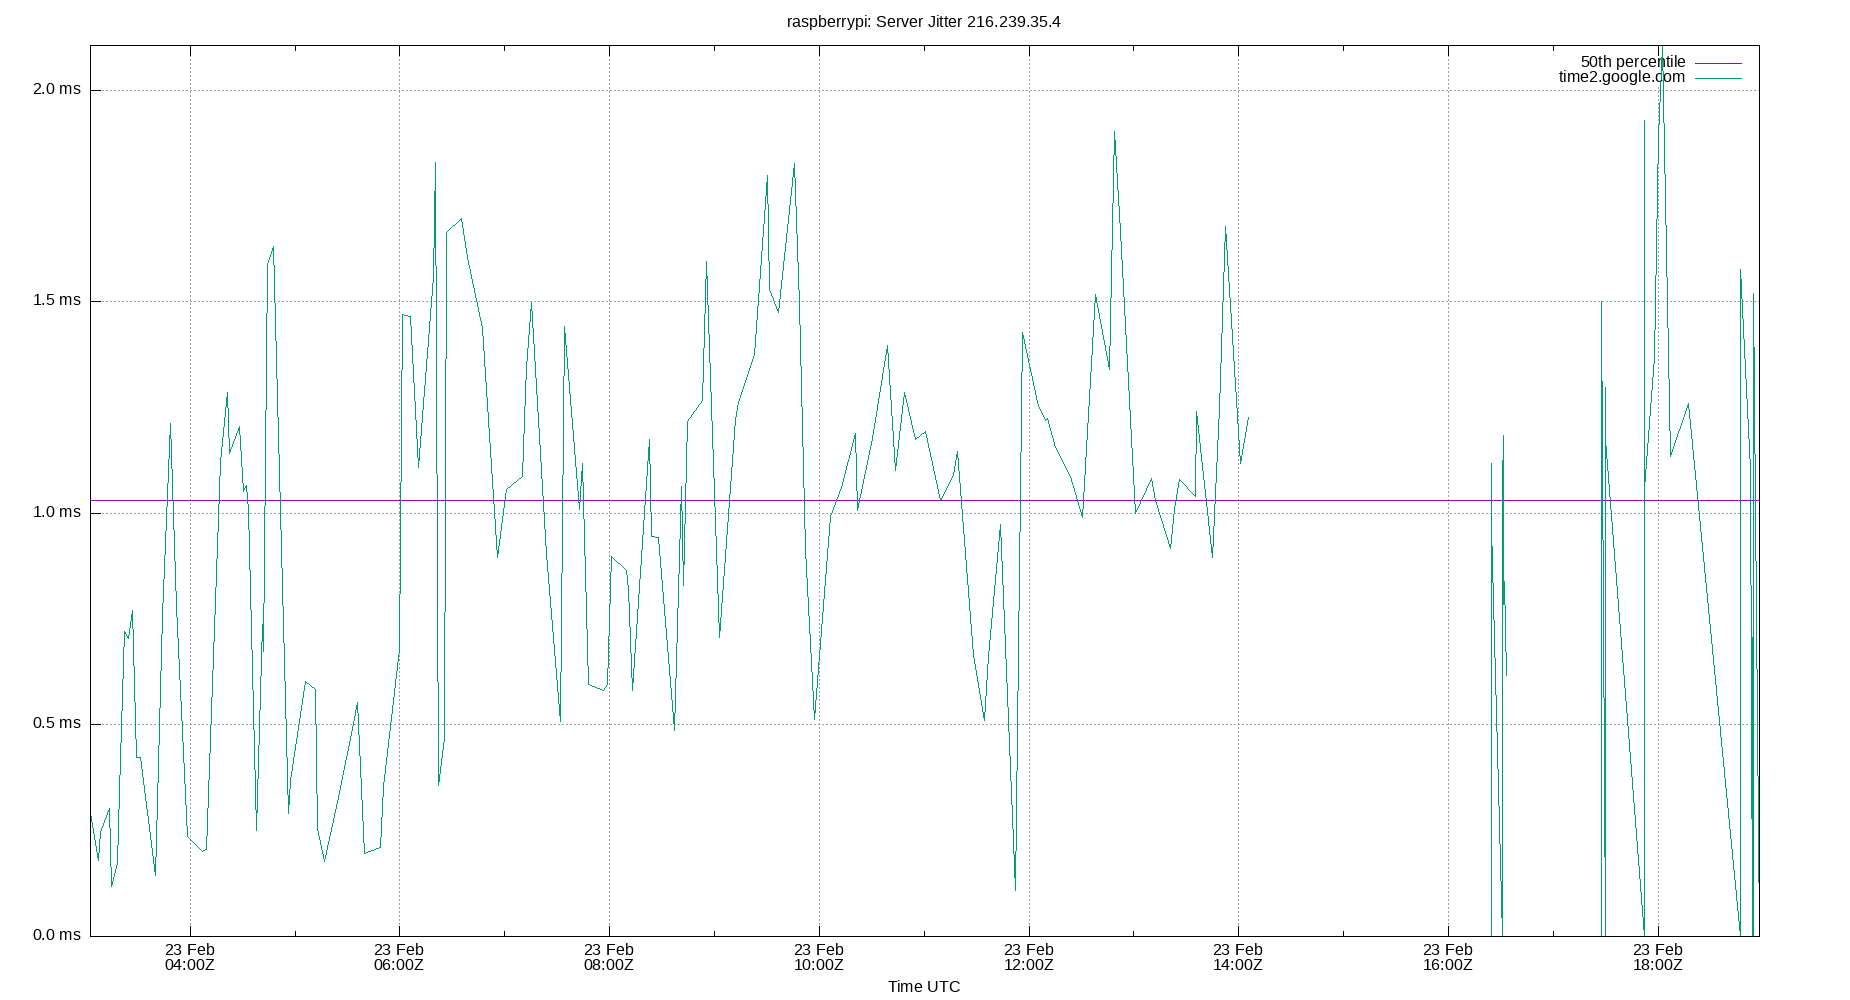 raspberrypi: Server Jitter 216.239.35.4
50th percentile
time2.google.com
2.0 ms
1.5 ms
1.0 ms
0.5 ms
0.0 ms
23 Feb 23 Feb 23 Feb 23 Feb 23 Feb 23 Feb 23 Feb 23 Feb
04:00Z 06:00Z 08:00Z 10:00Z 12:00Z 14:00Z 16:00Z 18:00Z
Time UTC